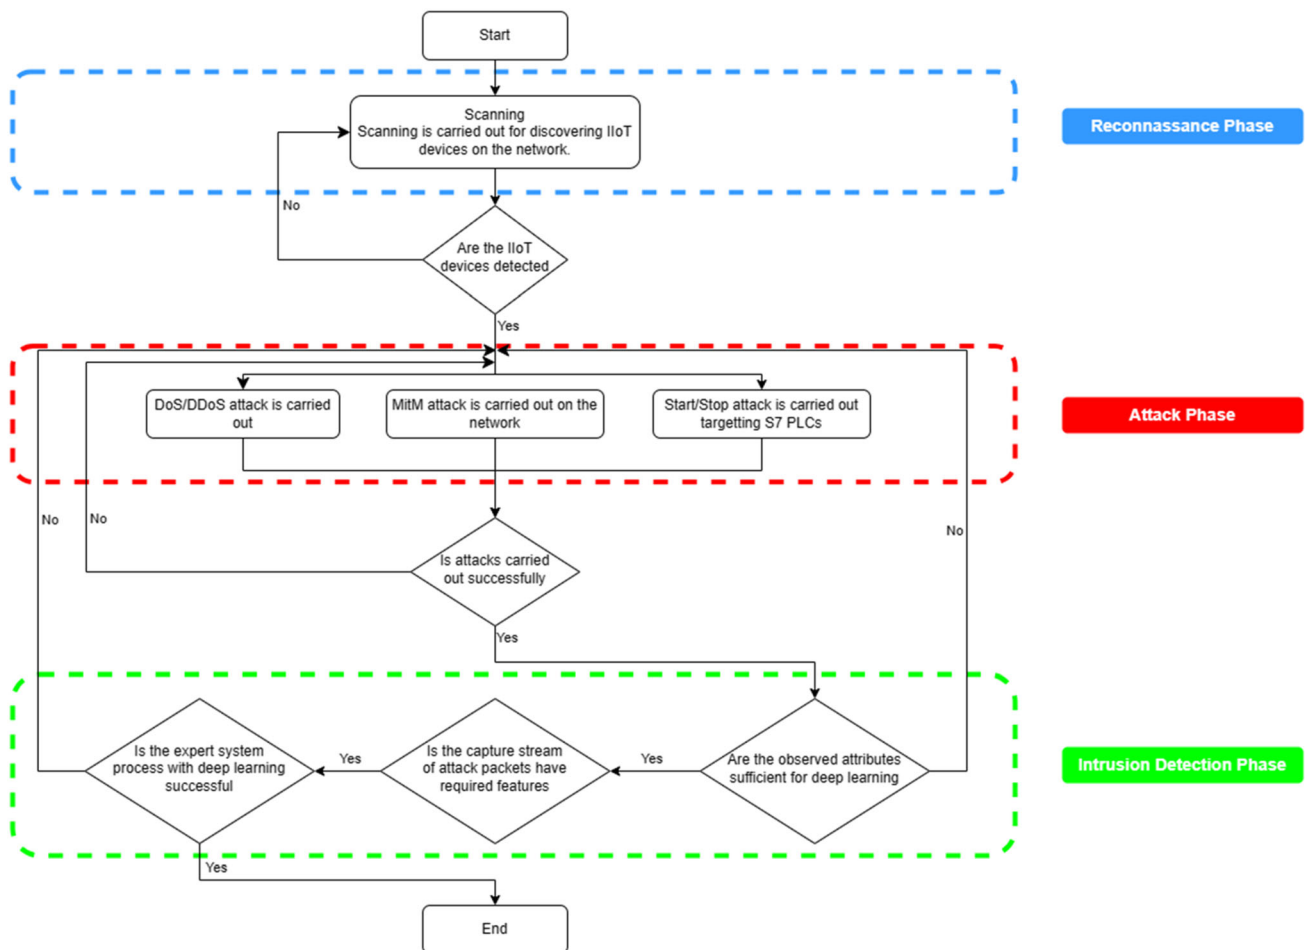 Start
Scanning
Scanning is carried out for discovering IIoT
devices on the network.
Reconnassance Phase
No
Are the IIoT
devices detected
Yes
DoS/DDoS attack is carried
out
MitM attack is carried out on the
network
Start/Stop attack is carried out
targetting S7 PLCs
Attack Phase
No
No
No
Is attacks carried
out successfully
Yes
Is the expert system
process with deep learning
successful
Yes
Is the capture stream
of attack packets have
required features
Yes
Are the observed attributes
sufficient for deep learning
Intrusion Detection Phase
Yes
End